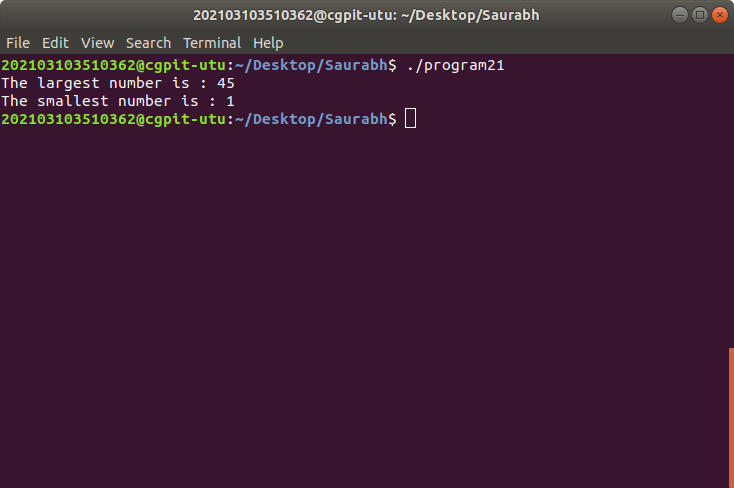 202103103510362@cgpit-utu: ~/Desktop/Saurabh
File Edit View Search Terminal Help
202103103510362@cgpit-utu:~/Desktop/Saurabh$ ./program21
The largest number is : 45
The smallest number is : 1
202103103510362@cgpit-utu:~/Desktop/Saurabh$